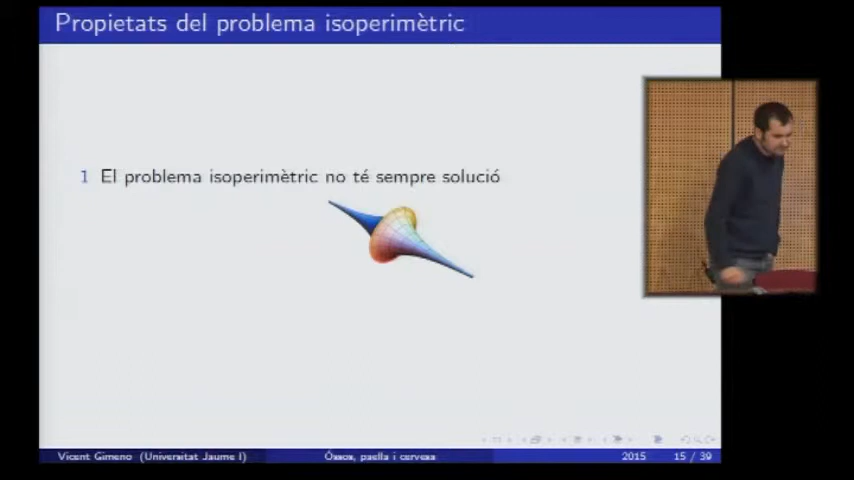 Propietats del problema isoperimètric
1 El problema isoperimètric no té sempre solució
Vicent Gimeno (Universitat Jaume I)
Óssos, paella i cervesa
2015
15 / 39